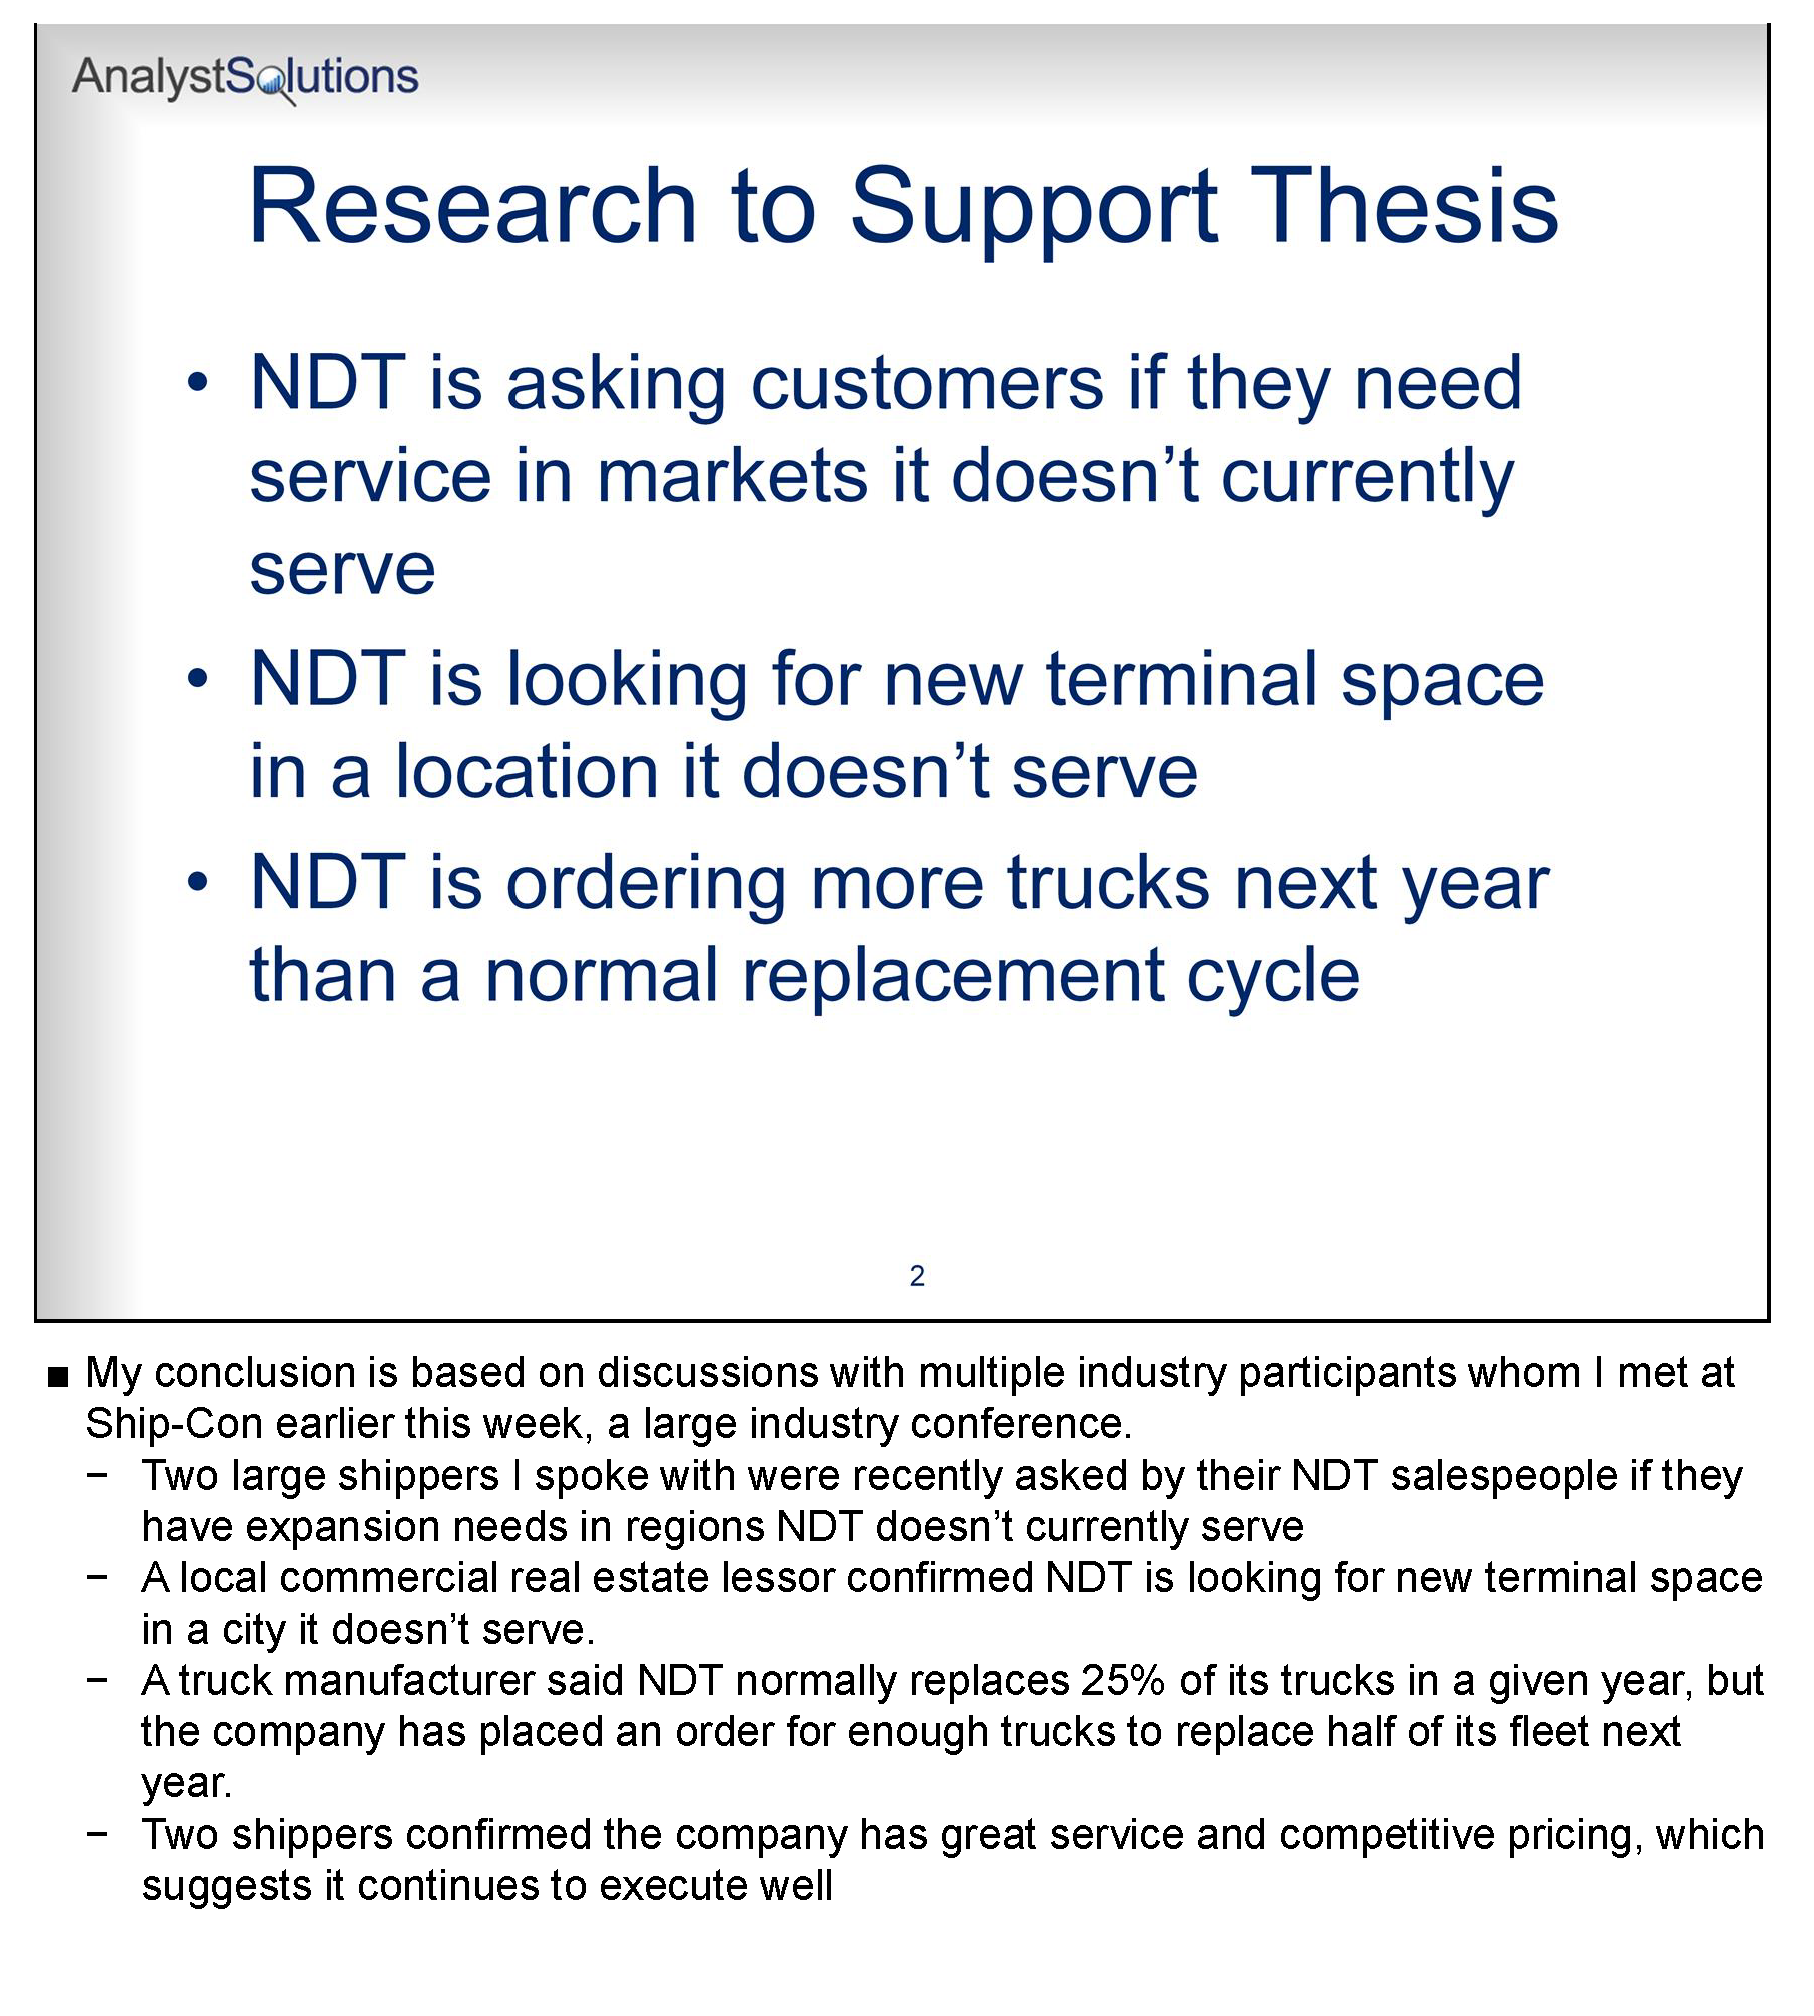 AnalystSolutions
Research to Support Thesis
• NDT is asking customers if they need
service in markets it doesn’t currently
serve
• NDT is looking for new terminal space
in a location it doesn’t serve
• NDT is ordering more trucks next year
than a normal replacement cycle
2
■ My conclusion is based on discussions with multiple industry participants whom I met at
Ship-Con earlier this week, a large industry conference.
− Two large shippers I spoke with were recently asked by their NDT salespeople if they
have expansion needs in regions NDT doesn’t currently serve
− A local commercial real estate lessor confirmed NDT is looking for new terminal space
in a city it doesn’t serve.
− A truck manufacturer said NDT normally replaces 25% of its trucks in a given year, but
the company has placed an order for enough trucks to replace half of its fleet next
year.
− Two shippers confirmed the company has great service and competitive pricing, which
suggests it continues to execute well